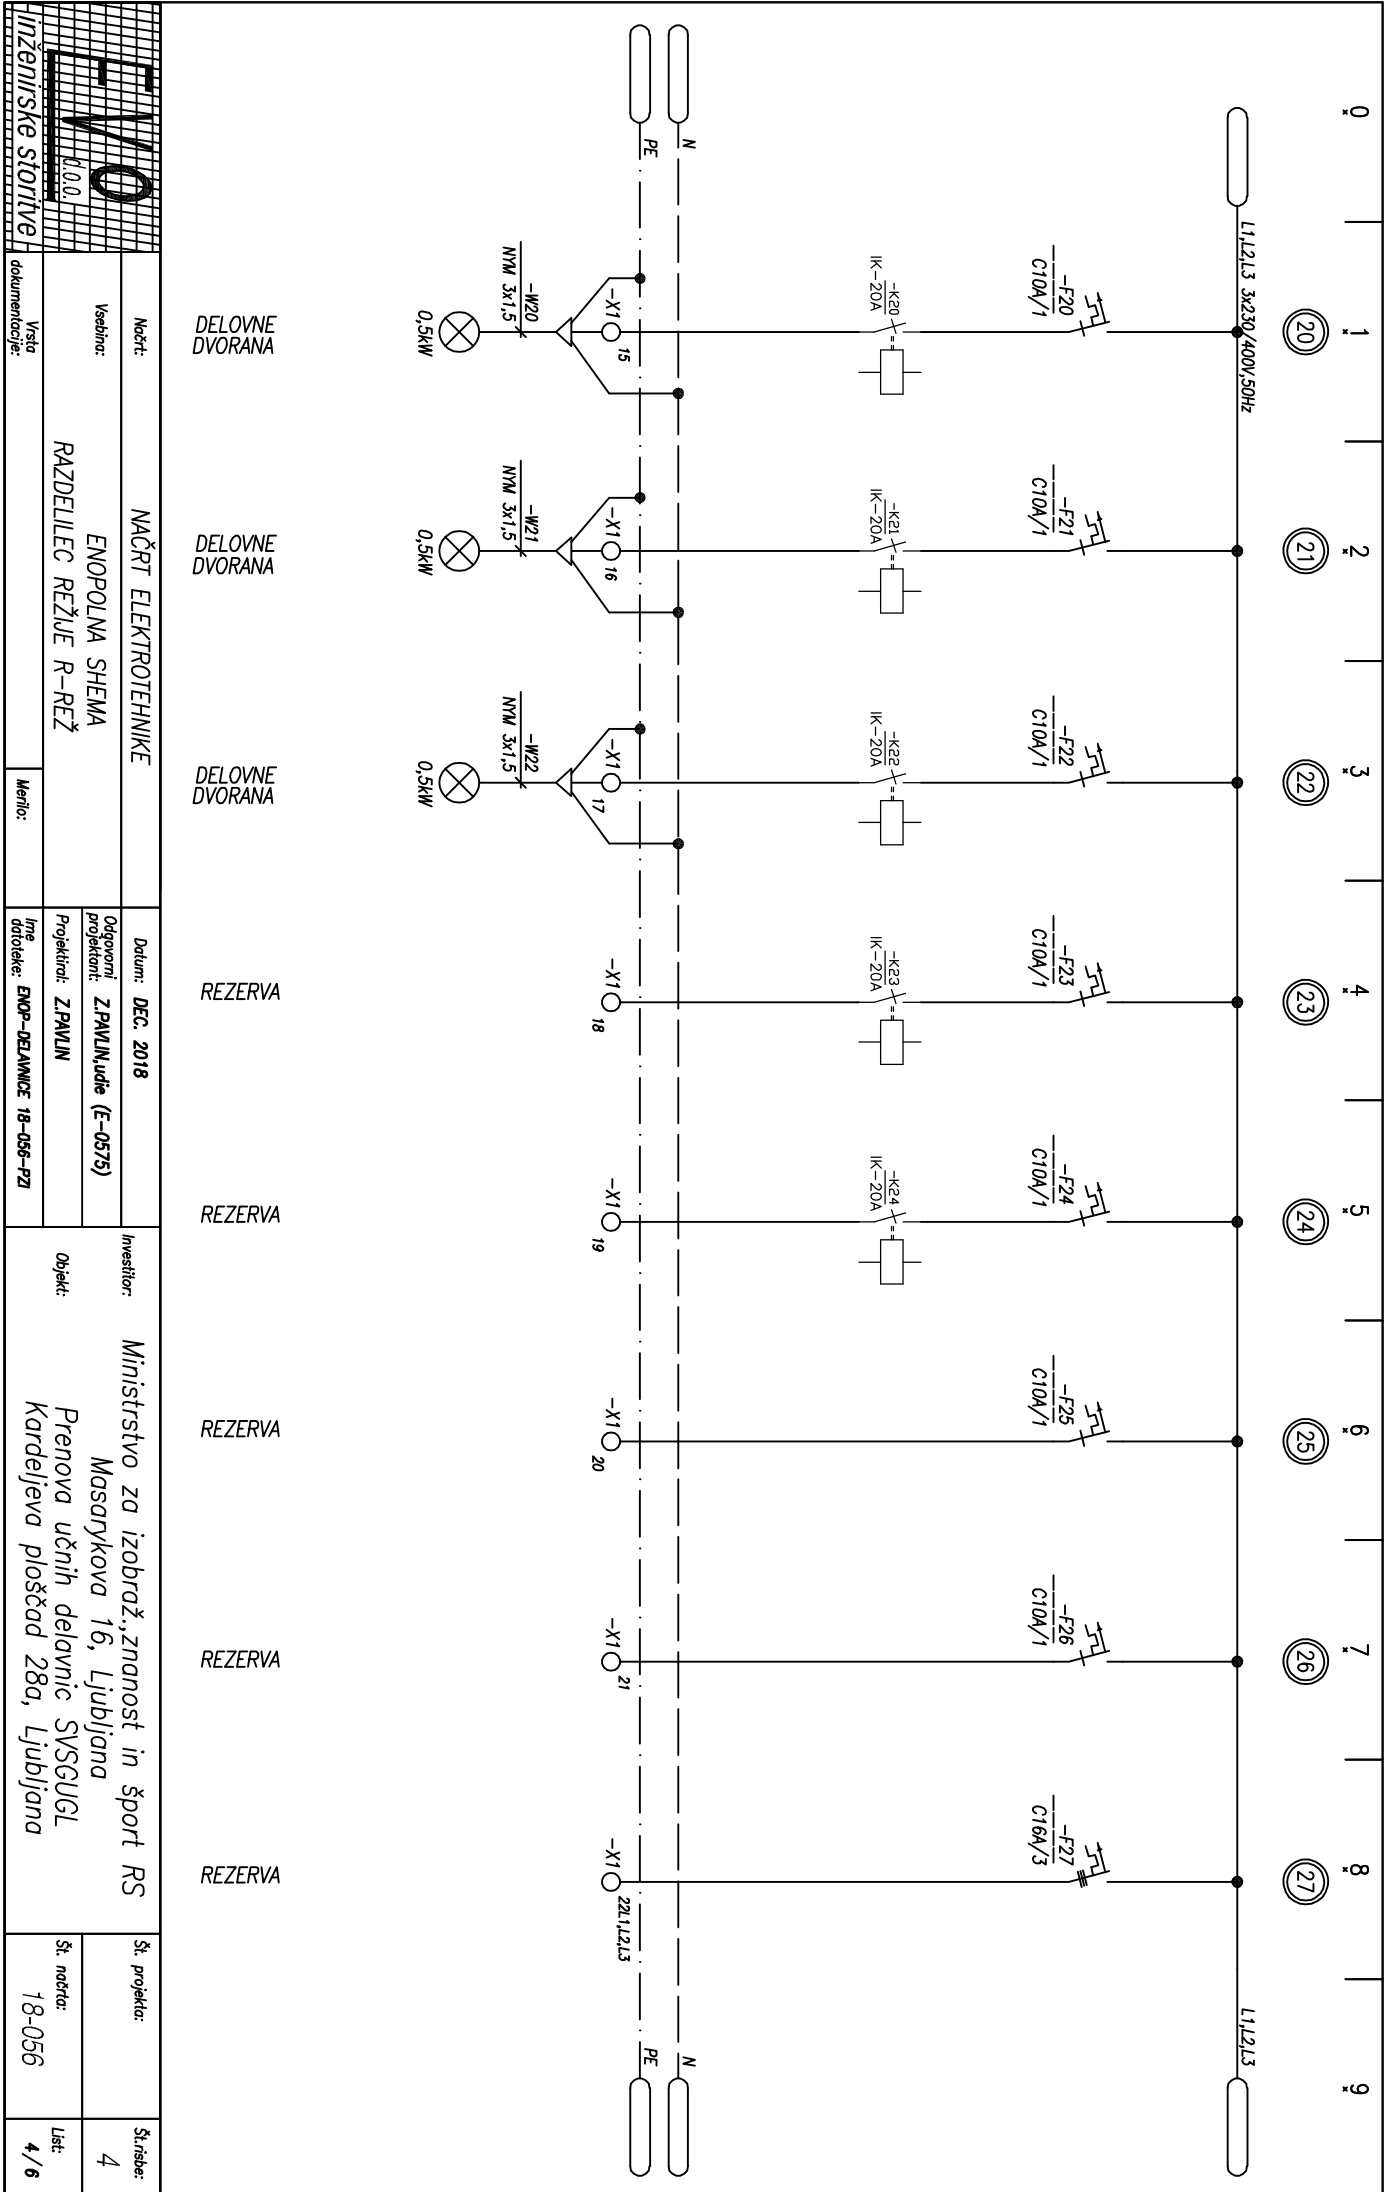 0 1 2 3 4 5 6 7 8 9
20 21 22 23 24 25 26 27
L1,L2,L3 3x230/400V,50Hz
L1,L2,L3
-F20
C10A/1
-F21
C10A/1
-F22
C10A/1
-F23
C10A/1
-F24
C10A/1
-F25
C10A/1
-F26
C10A/1
-F27
C16A/3
-K20
IK-20A
-K21
IK-20A
-K22
IK-20A
-K23
IK-20A
-K24
IK-20A
N
N
PE
PE
-X1 15
-X1 16
-X1 17
-X1 18
-X1 19
-X1 20
-X1 21
-X1 22L1,L2,L3
-W20
NYM 3x1,5
-W21
NYM 3x1,5
-W22
NYM 3x1,5
0,5kW
0,5kW
0,5kW
DELOVNE
DVORANA
DELOVNE
DVORANA
DELOVNE
DVORANA
REZERVA
REZERVA
REZERVA
REZERVA
REZERVA
EVO
d.o.o.
inženirske storitve
Načrt: NAČRT ELEKTROTEHNIKE
Vsebina: ENOPOLNA SHEMA
RAZDELILEC REŽIJE R-REŽ
Vrsta
dokumentacije:
Merilo:
Datum: DEC. 2018
Odgovorni
projektant: Z.PAVLIN,udie (E-0575)
Projektiral: Z.PAVLIN
Ime
datoteke: ENOP-DELAVNICE 18-056-PZI
Investitor: Ministrstvo za izobraž.,znanost in šport RS
Masarykova 16, Ljubljana
Objekt: Prenova učnih delavnic SVSGUGL
Kardeljeva ploščad 28a, Ljubljana
Št. projekta:
Št. načrta:
18-056
Št.risbe:
4
List:
4/6